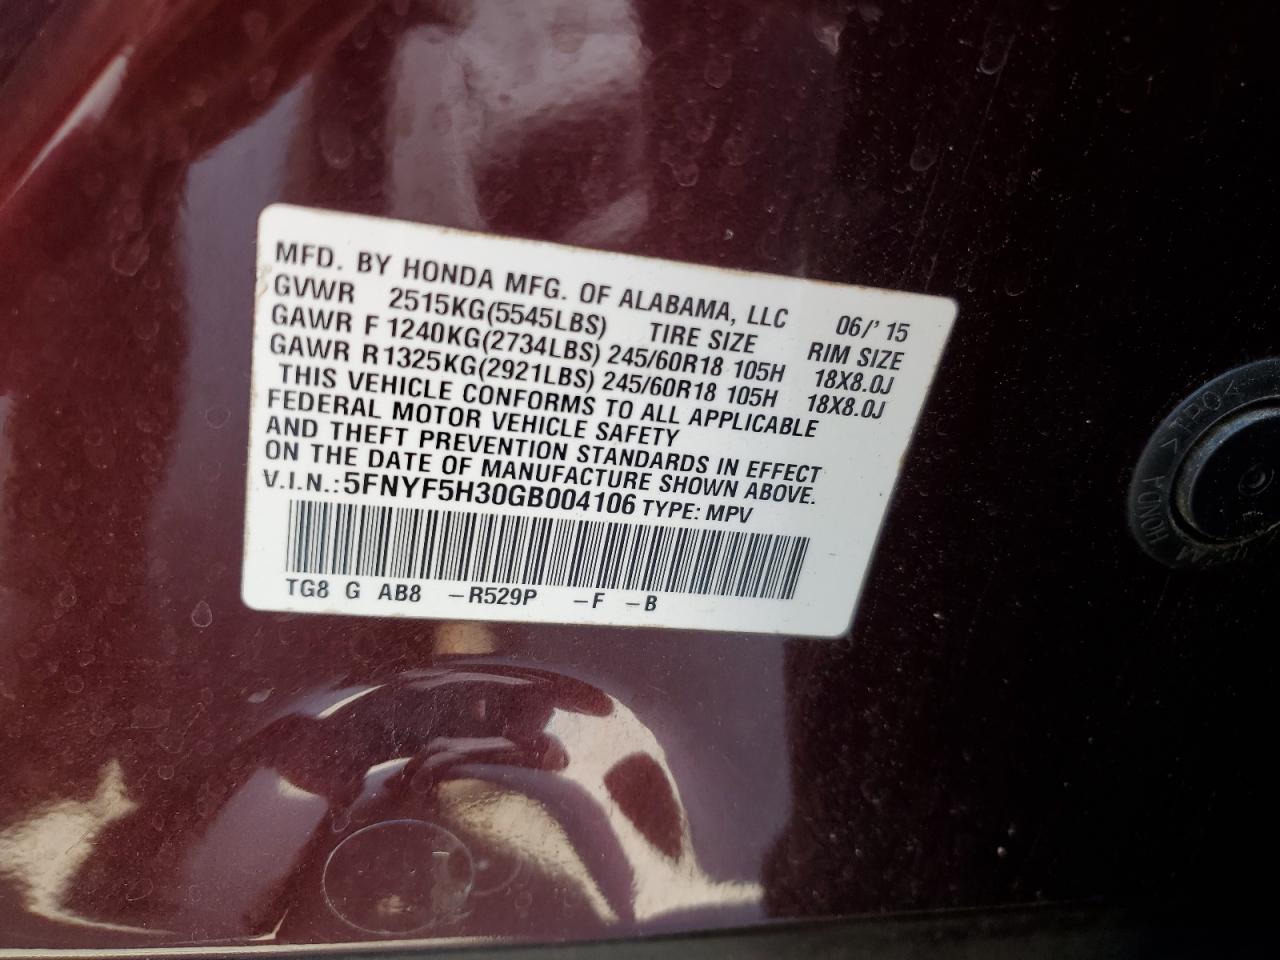 MFD. BY HONDA MFG. OF ALABAMA, LLC 06/'15
GVWR 2515KG(5545LBS) TIRE SIZE RIM SIZE
GAWR F 1240KG(2734LBS) 245/60R18 105H 18X8.0J
GAWR R 1325KG(2921LBS) 245/60R18 105H 18X8.0J
THIS VEHICLE CONFORMS TO ALL APPLICABLE
FEDERAL MOTOR VEHICLE SAFETY
AND THEFT PREVENTION STANDARDS IN EFFECT
ON THE DATE OF MANUFACTURE SHOWN ABOVE.
V.I.N.: 5FNYF5H30GB004106 TYPE: MPV
TG8 G AB8 -R529P -F -B
HONDA >TPO<